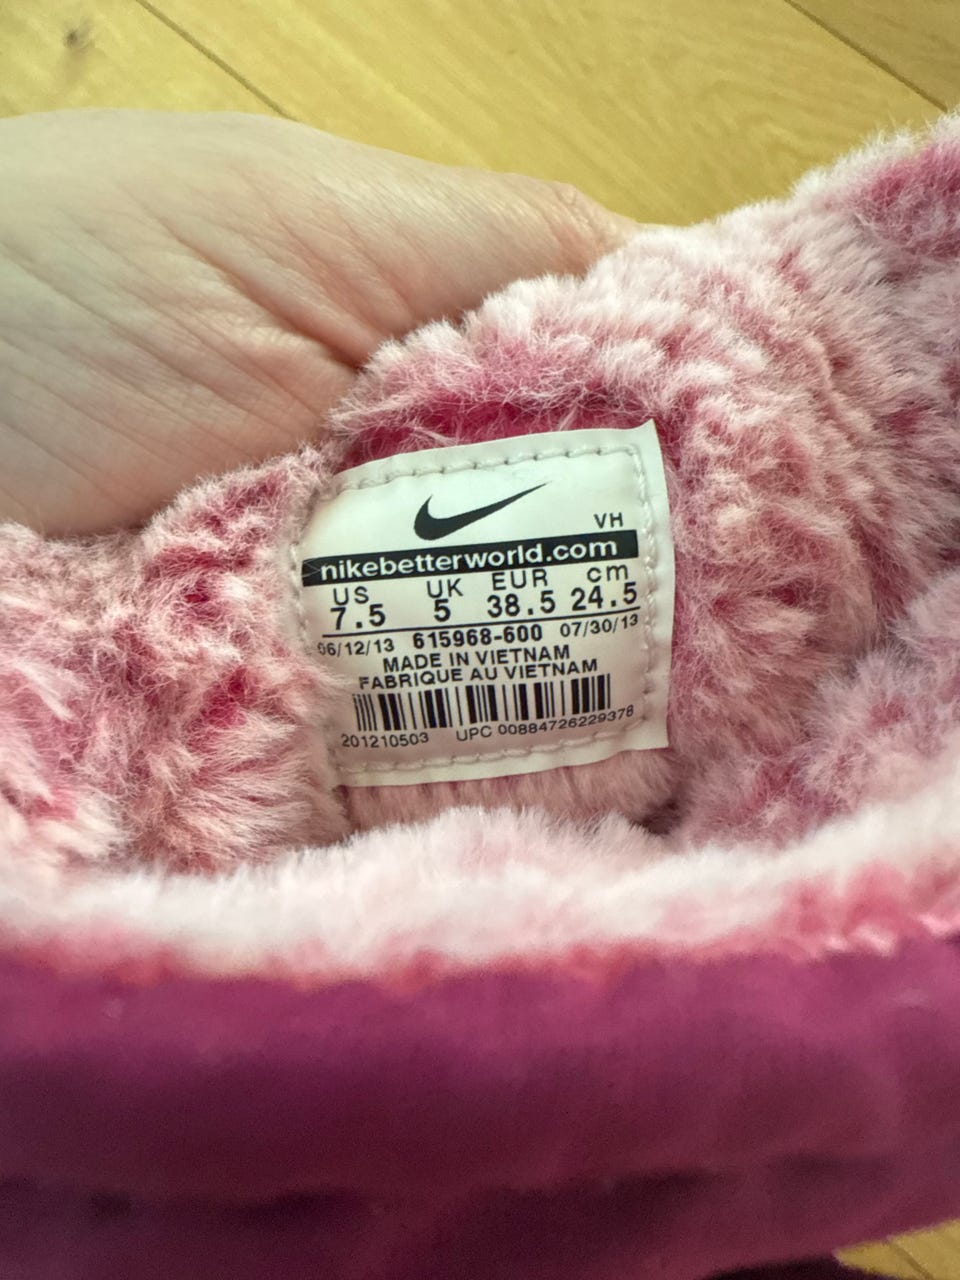 VH
nikebetterworld.com
US UK EUR cm
7.5 5 38.5 24.5
06/12/13 615968-600 07/30/13
MADE IN VIETNAM
FABRIQUE AU VIETNAM
201210503 UPC 00884726229378